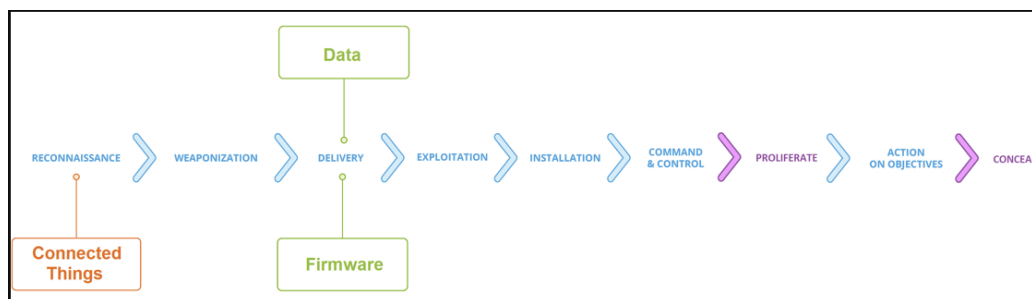 Data
RECONNAISSANCE
WEAPONIZATION
DELIVERY
EXPLOITATION
INSTALLATION
COMMAND
& CONTROL
PROLIFERATE
ACTION
ON OBJECTIVES
CONCEA
Connected
Things
Firmware